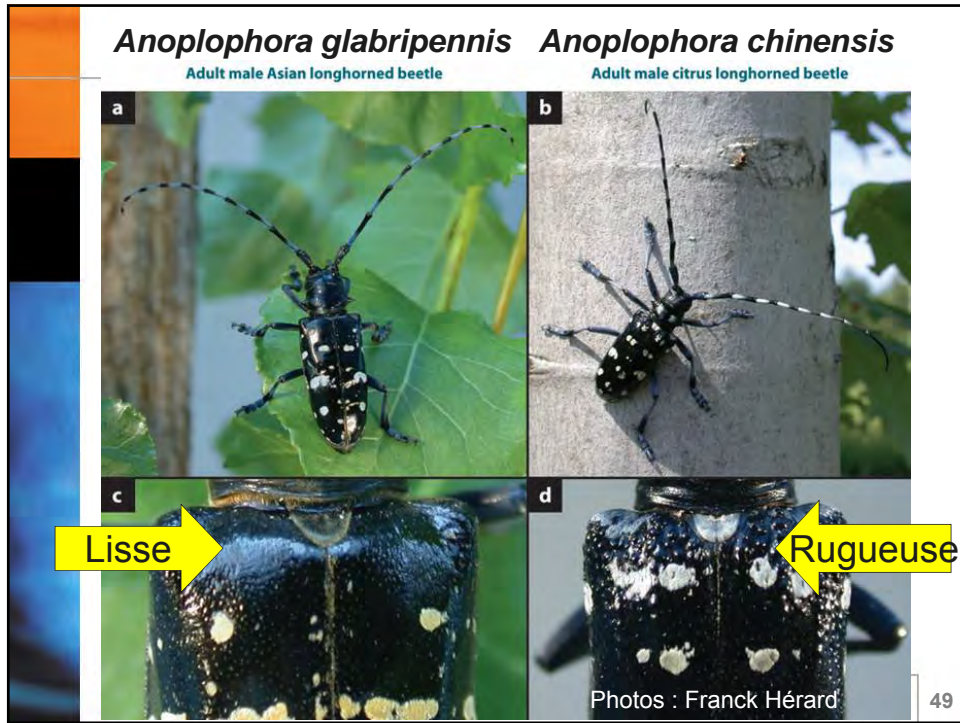 Anoplophora glabripennis
Adult male Asian longhorned beetle
Anoplophora chinensis
Adult male citrus longhorned beetle
a
b
c
d
Lisse
Rugueuse
Photos : Franck Hérard
49